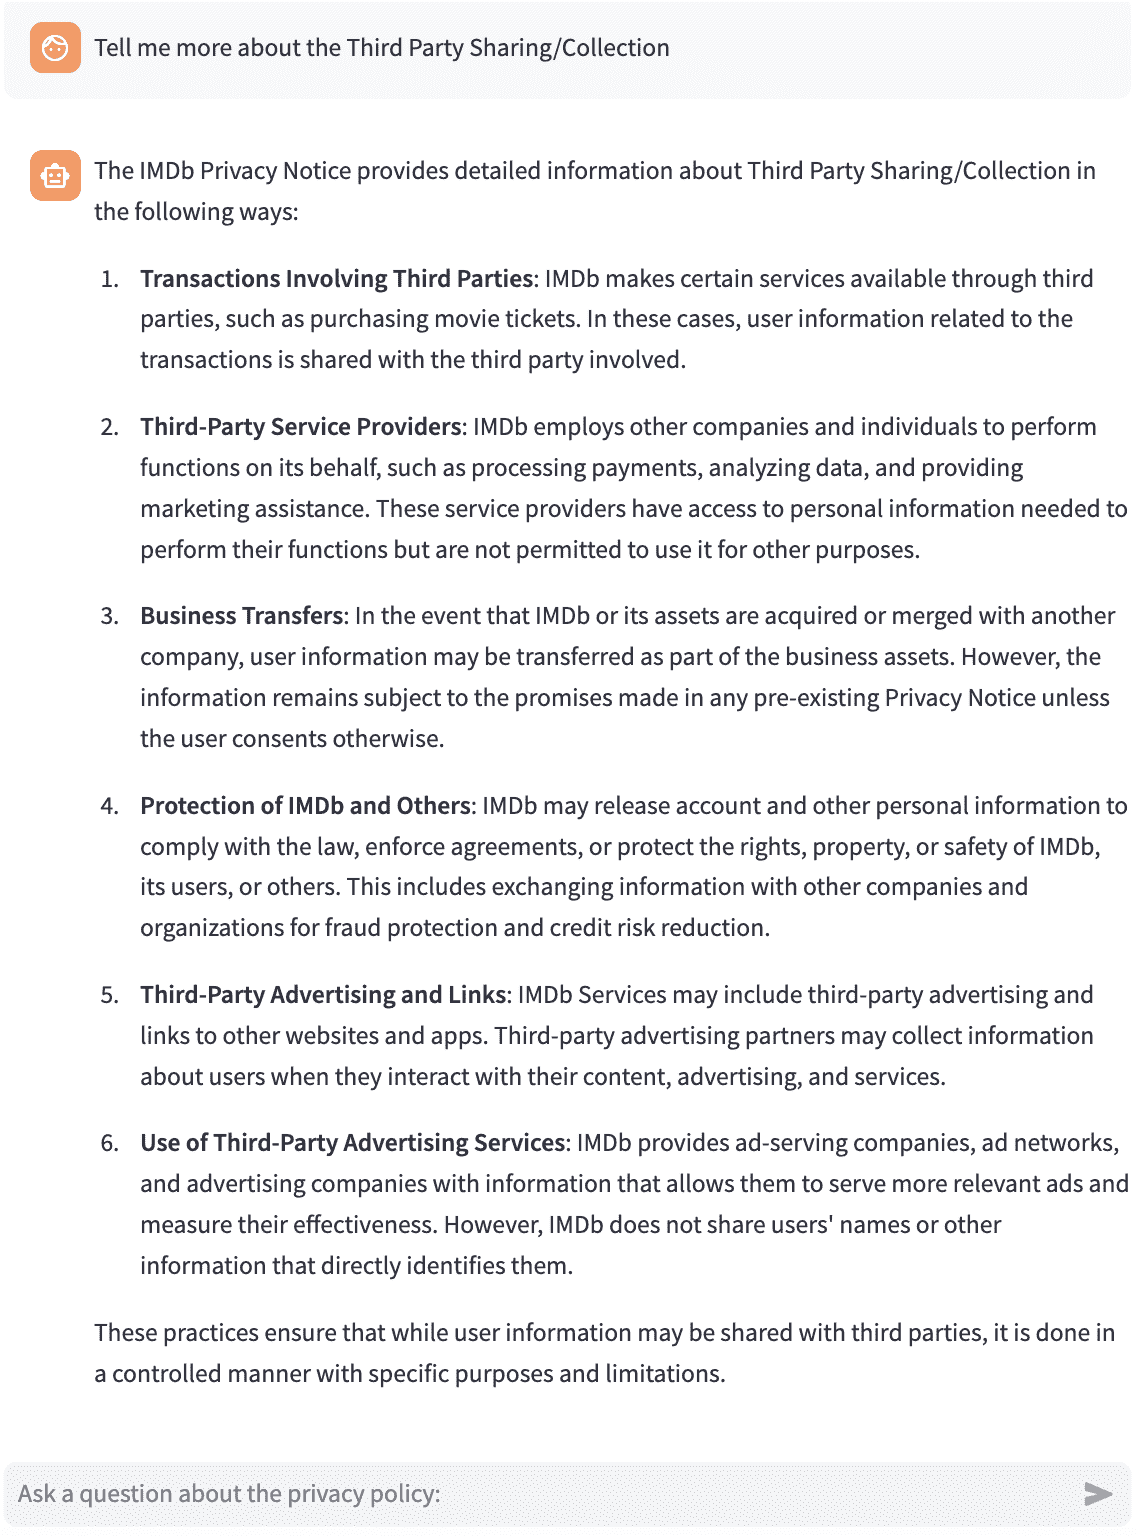 Tell me more about the Third Party Sharing/Collection
The IMDb Privacy Notice provides detailed information about Third Party Sharing/Collection in
the following ways:
1. Transactions Involving Third Parties: IMDb makes certain services available through third
parties, such as purchasing movie tickets. In these cases, user information related to the
transactions is shared with the third party involved.
2. Third-Party Service Providers: IMDb employs other companies and individuals to perform
functions on its behalf, such as processing payments, analyzing data, and providing
marketing assistance. These service providers have access to personal information needed to
perform their functions but are not permitted to use it for other purposes.
3. Business Transfers: In the event that IMDb or its assets are acquired or merged with another
company, user information may be transferred as part of the business assets. However, the
information remains subject to the promises made in any pre-existing Privacy Notice unless
the user consents otherwise.
4. Protection of IMDb and Others: IMDb may release account and other personal information to
comply with the law, enforce agreements, or protect the rights, property, or safety of IMDb,
its users, or others. This includes exchanging information with other companies and
organizations for fraud protection and credit risk reduction.
5. Third-Party Advertising and Links: IMDb Services may include third-party advertising and
links to other websites and apps. Third-party advertising partners may collect information
about users when they interact with their content, advertising, and services.
6. Use of Third-Party Advertising Services: IMDb provides ad-serving companies, ad networks,
and advertising companies with information that allows them to serve more relevant ads and
measure their effectiveness. However, IMDb does not share users' names or other
information that directly identifies them.
These practices ensure that while user information may be shared with third parties, it is done in
a controlled manner with specific purposes and limitations.
Ask a question about the privacy policy: